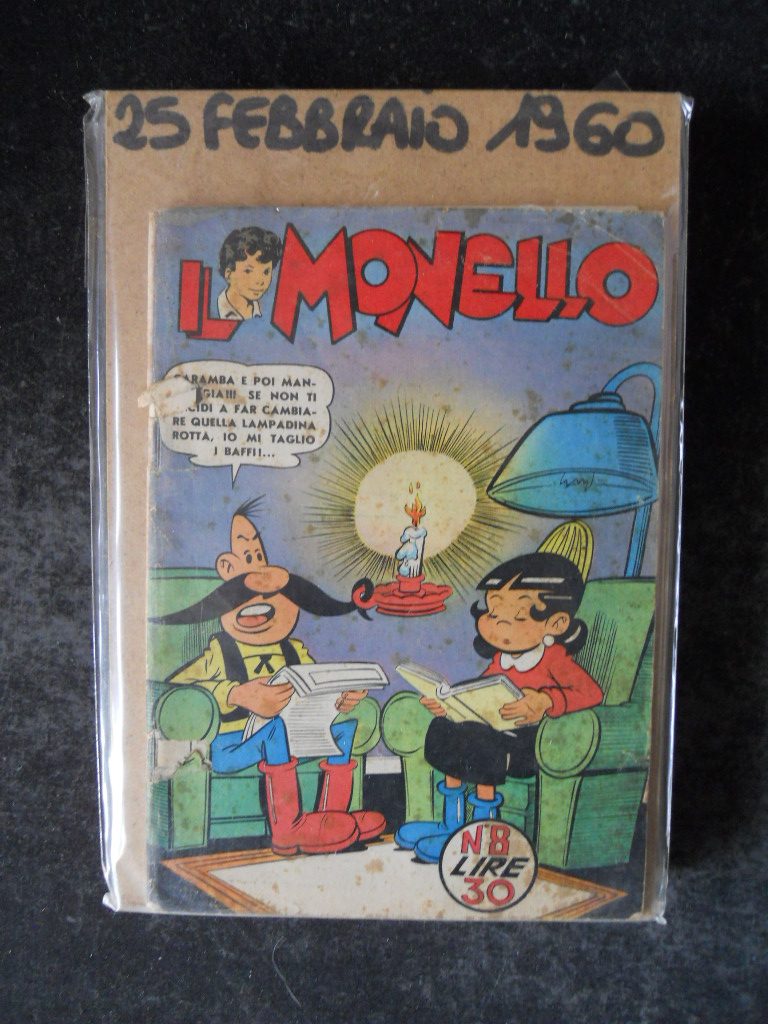 25 FEBBRAIO 1960
IL MONELLO
CARAMBA E POI MAN-
GIA!!! SE NON TI
CIDI A FAR CAMBIA-
RE QUELLA LAMPADINA
ROTTA, IO MI TAGLIO
I BAFFI!...
N°8
LIRE
30